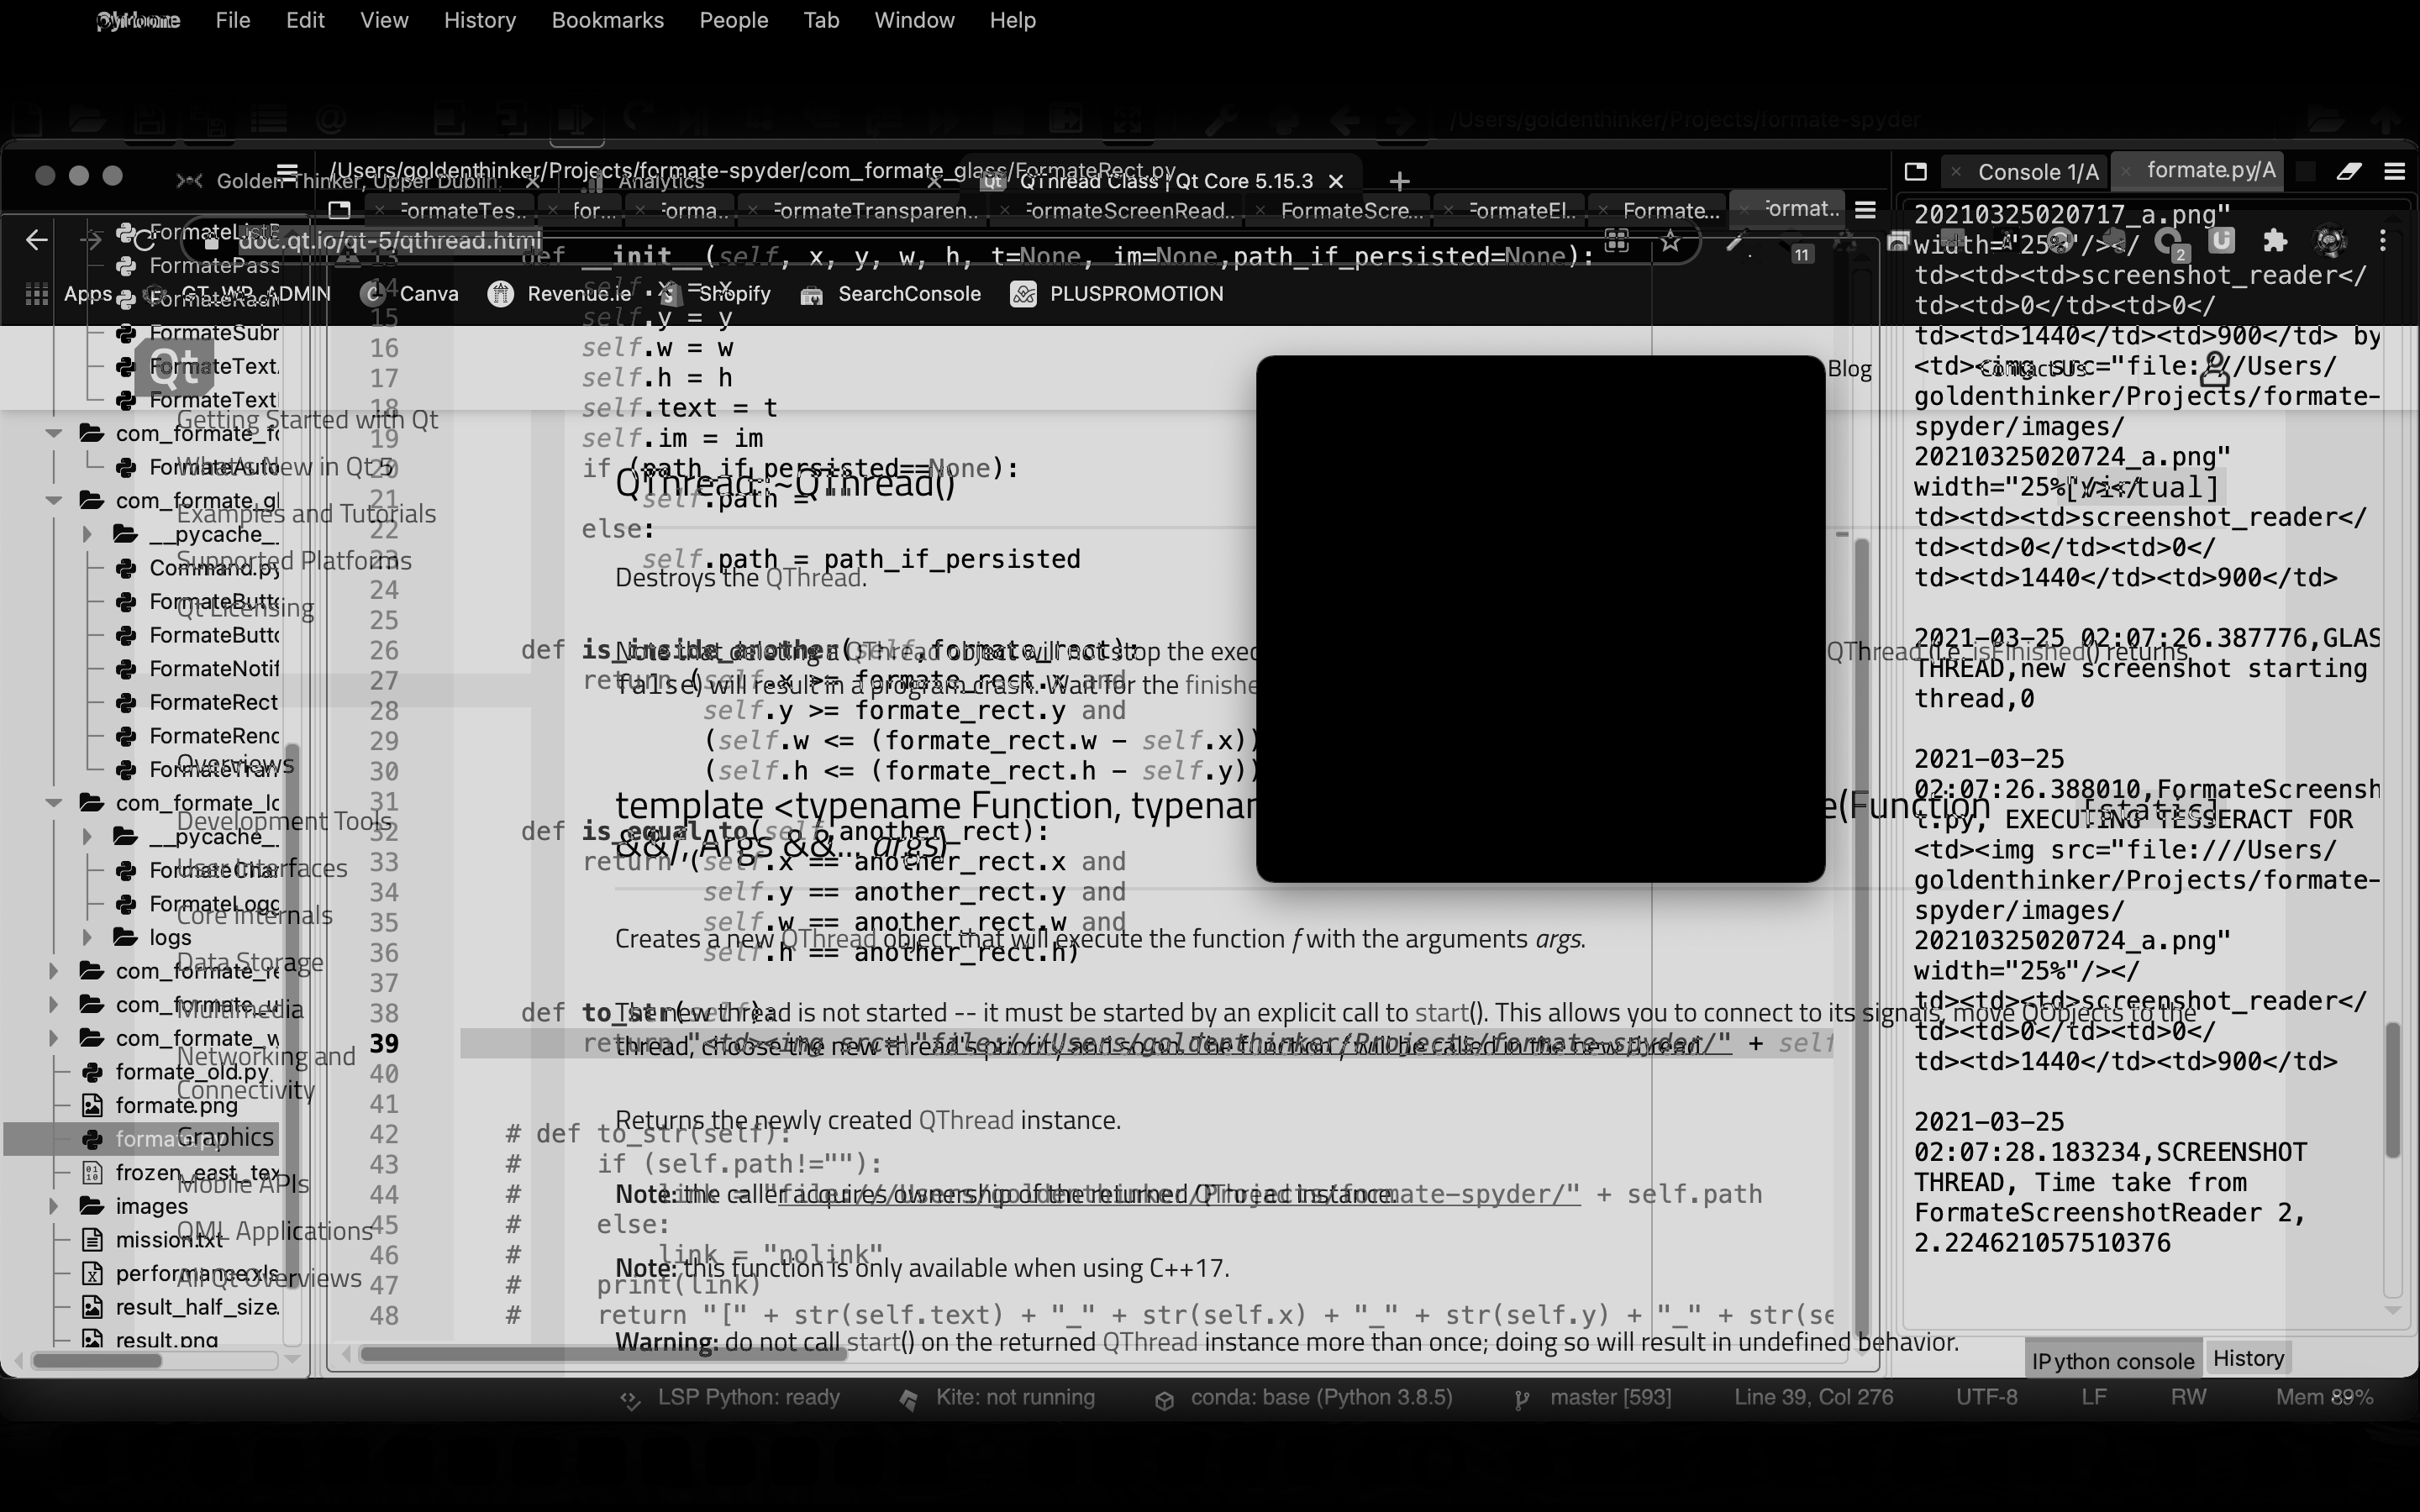 File Edit View History Bookmarks People Tab Window Help
/Users/goldenthinker/Projects/formate-spyder
/Users/goldenthinker/Projects/formate-spyder/com_formate_glass/FormateRect.py
Golden Thinker, Upper Dublin, Analytics QThread Class | Qt Core 5.15.3
Console 1/A formate.py/A
FormateTes.. for... Forma.. FormateTransparen.. FormateScreenRead.. FormateScre... FormateEl.. Formate... Format..
doc.qt.io/qt-5/qthread.html
11 2
Apps GT - WP ADMIN Canva Revenue.ie Shopify SearchConsole PLUSPROMOTION
Qt
Blog Contact Us
Getting Started with Qt
What's New in Qt 5
Examples and Tutorials
Supported Platforms
Qt Licensing
Overviews
Development Tools
User Interfaces
Core Internals
Data Storage
Multimedia
Networking and
Connectivity
Graphics
Mobile APIs
QML Applications
All Qt Overviews
FormatePass
FormateSubr
FormateText.
FormateText
com_formate_fo
FormateAuto
com_formate_gl
__pycache__
Command.py
FormateButto
FormateButto
FormateNotif
FormateRect
FormateRend
FormateTran
com_formate_lo
__pycache__
FormateChar
FormateLogg
logs
com_formate_re
com_formate_u
com_formate_w
formate_old.py
formate.png
formate.py
frozen_east_tex
images
mission.txt
performance.xls
result_half_size.
result.png
13 def __init__(self, x, y, w, h, t=None, im=None,path_if_persisted=None):
14 self.x = x
15 self.y = y
16 self.w = w
17 self.h = h
18 self.text = t
19 self.im = im
20 if (path_if_persisted==None):
21 self.path = ""
22 else:
23 self.path = path_if_persisted
24
25
26 def is_inside_another(self,formate_rect):
27 return (self.x >= formate_rect.x and
28 self.y >= formate_rect.y and
29 (self.w <= (formate_rect.w - self.x))
30 (self.h <= (formate_rect.h - self.y))
31
32 def is_equal_to(self,another_rect):
33 return (self.x == another_rect.x and
34 self.y == another_rect.y and
35 self.w == another_rect.w and
36 self.h == another_rect.h)
37
38 def to_str(self):
39 return "<td><img src=\"file:///Users/goldenthinker/Projects/formate-spyder/" + self
40
41
42 # def to_str(self):
43 # if (self.path!=""):
44 # link = "file:///Users/goldenthinker/Projects/formate-spyder/" + self.path
45 # else:
46 # link = "nolink"
47 # print(link)
48 # return "[" + str(self.text) + "_" + str(self.x) + "_" + str(self.y) + "_" + str(se
QThread::~QThread()
[virtual]
Destroys the QThread.
Note that deleting a QThread object will not stop the exec
QThread (i.e. isFinished() returns
false) will result in a program crash. Wait for the finishe
template <typename Function, typenam
e(Function
[static]
&&f, Args &&... args)
Creates a new QThread object that will execute the function f with the arguments args.
The new thread is not started -- it must be started by an explicit call to start(). This allows you to connect to its signals, move QObjects to the
thread, choose the new thread's priority and so on. The function f will be called in the new thread.
Returns the newly created QThread instance.
Note: the caller acquires ownership of the returned QThread instance.
Note: this function is only available when using C++17.
Warning: do not call start() on the returned QThread instance more than once; doing so will result in undefined behavior.
20210325020717_a.png"
width="25%"/></
td><td><td>screenshot_reader</
td><td>0</td><td>0</
td><td>1440</td><td>900</td> by
<td><img src="file:///Users/
goldenthinker/Projects/formate-
spyder/images/
20210325020724_a.png"
width="25%"/></
td><td><td>screenshot_reader</
td><td>0</td><td>0</
td><td>1440</td><td>900</td>
2021-03-25 02:07:26.387776,GLAS
THREAD,new screenshot starting
thread,0
2021-03-25
02:07:26.388010,FormateScreensh
t.py, EXECUTING TESSERACT FOR
<td><img src="file:///Users/
goldenthinker/Projects/formate-
spyder/images/
20210325020724_a.png"
width="25%"/></
td><td><td>screenshot_reader</
td><td>0</td><td>0</
td><td>1440</td><td>900</td>
2021-03-25
02:07:28.183234,SCREENSHOT
THREAD, Time take from
FormateScreenshotReader 2,
2.224621057510376
IPython console History
LSP Python: ready Kite: not running conda: base (Python 3.8.5) master [593] Line 39, Col 276 UTF-8 LF RW Mem 89%